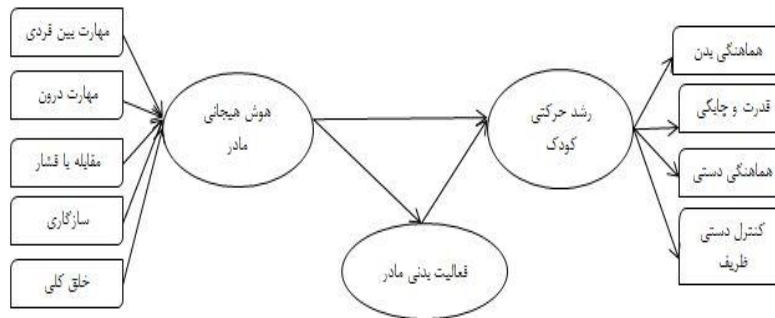 مهارت بین فردی
مهارت درون
مقابله با فشار
سازگاری
خلق کلی
هوش هیجانی
مادر
فعالیت بدنی مادر
رشد حرکتی
کودک
هماهنگی بدن
قدرت و چابکی
هماهنگی دستی
کنترل دستی
ظریف